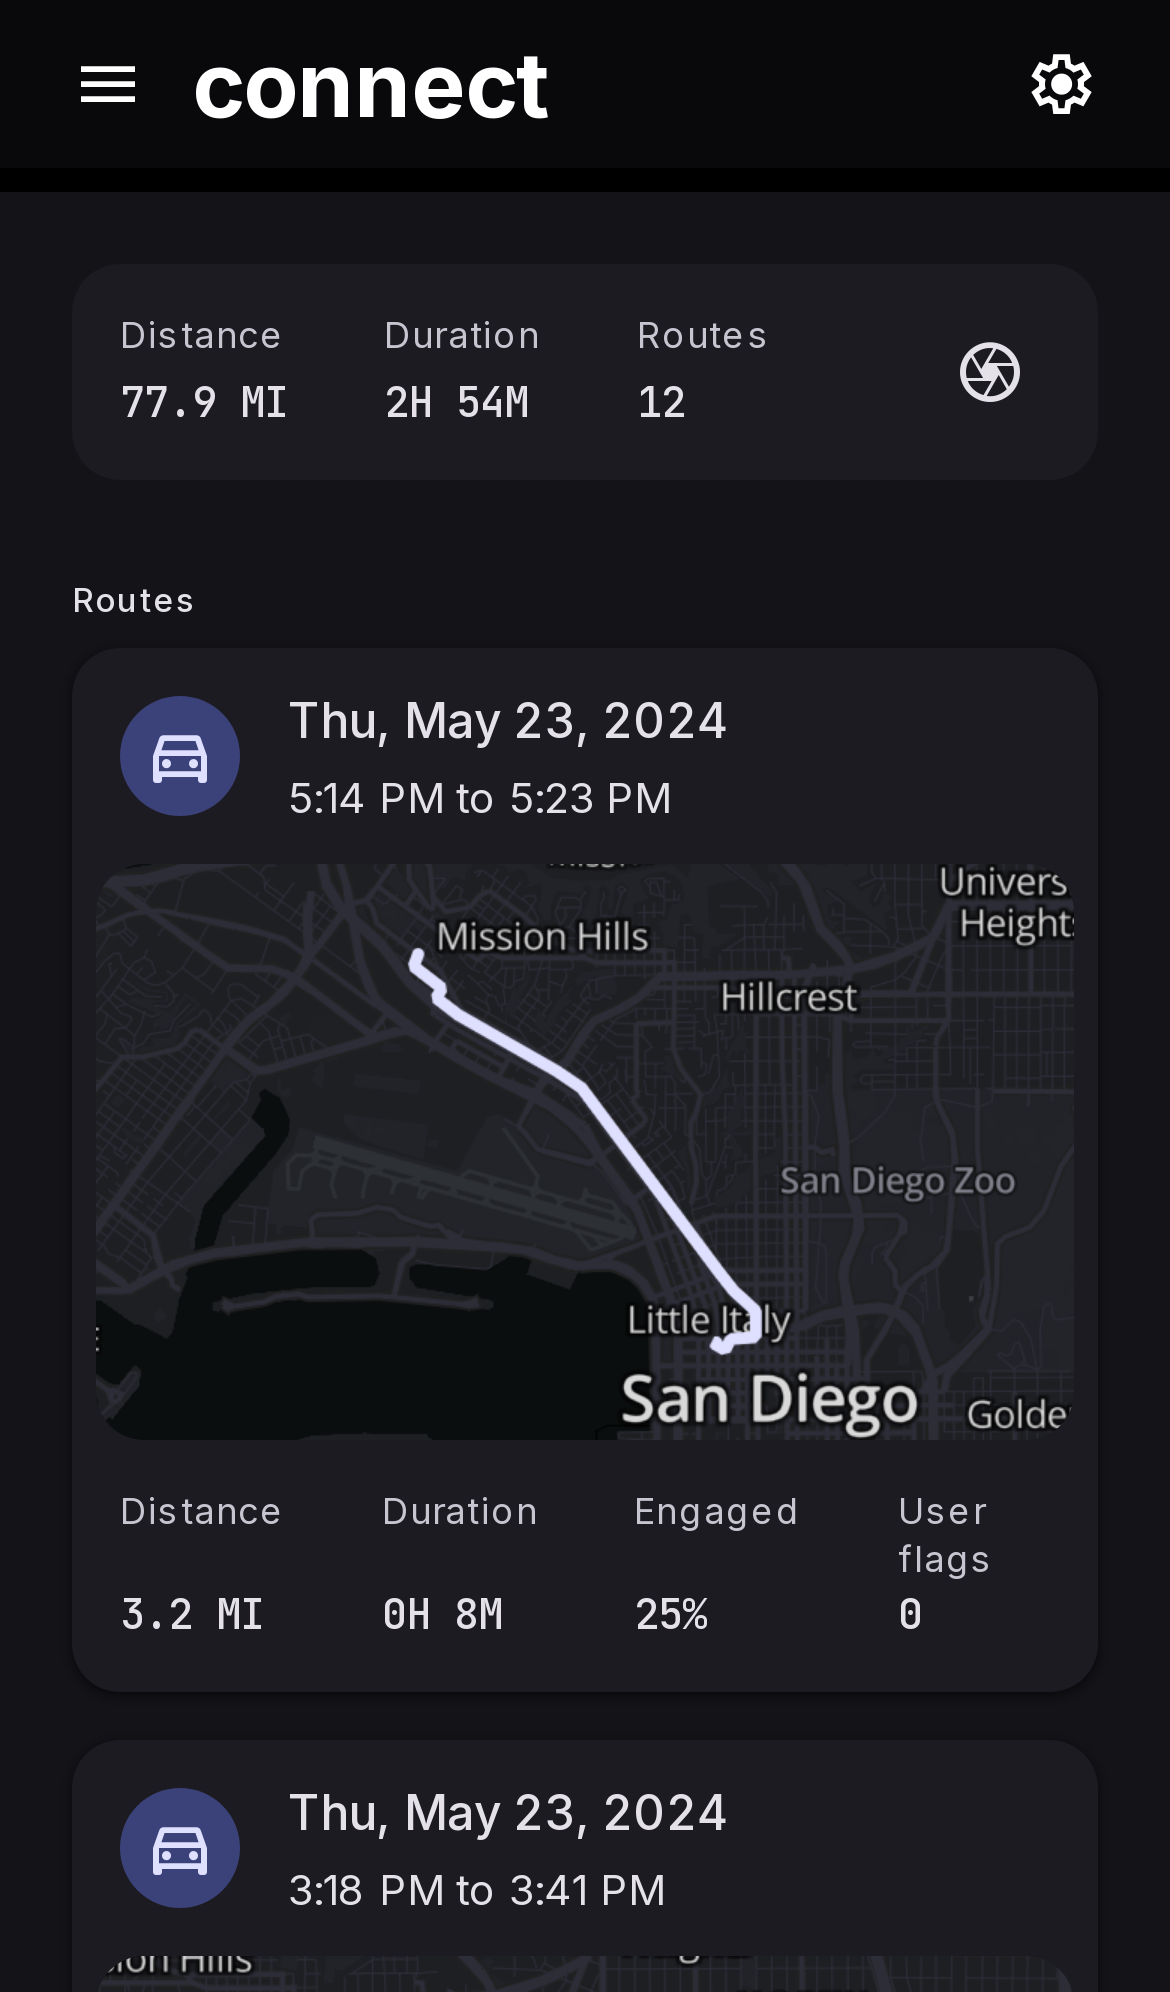 connect
Distance Duration Routes
77.9 MI 2H 54M 12
Routes
Thu, May 23, 2024
5:14 PM to 5:23 PM
Univers
Heights
Mission Hills
Hillcrest
San Diego Zoo
Little Italy
San Diego
Golde
Distance Duration Engaged User
flags
3.2 MI 0H 8M 25% 0
Thu, May 23, 2024
3:18 PM to 3:41 PM
Hills